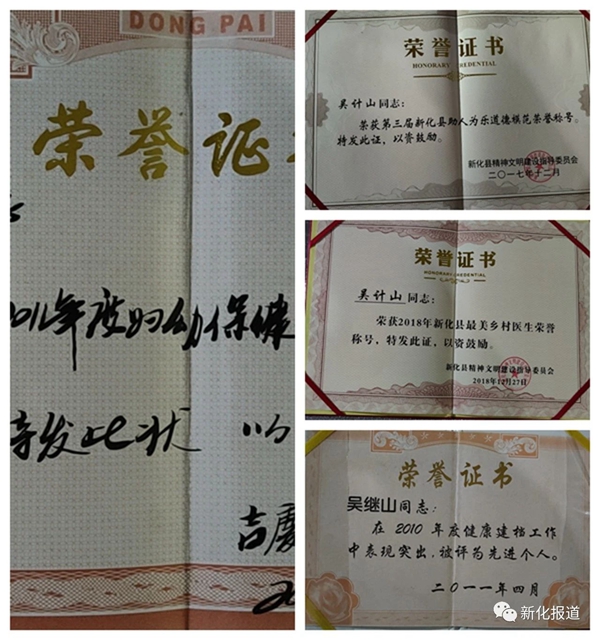 DONG PAI
荣誉证
2011年度妇幼保健
特发此状 以
吉庆
荣誉证书
HONORARY CREDENTIAL
吴计山同志：
荣获第三届新化县助人为乐道德模范荣誉称号。
特发此证，以资鼓励。
新化县精神文明建设指导委员会
二〇一七年十二月
荣誉证书
HONORARY CREDENTIAL
吴计山同志：
荣获2018年新化县最美乡村医生荣誉
称号，特发此证，以资鼓励。
新化县精神文明建设指导委员会
2018年12月27日
荣誉证书
吴继山同志：
在2010年度健康建档工作
中表现突出，被评为先进个人。
二〇一一年四月
新化报道